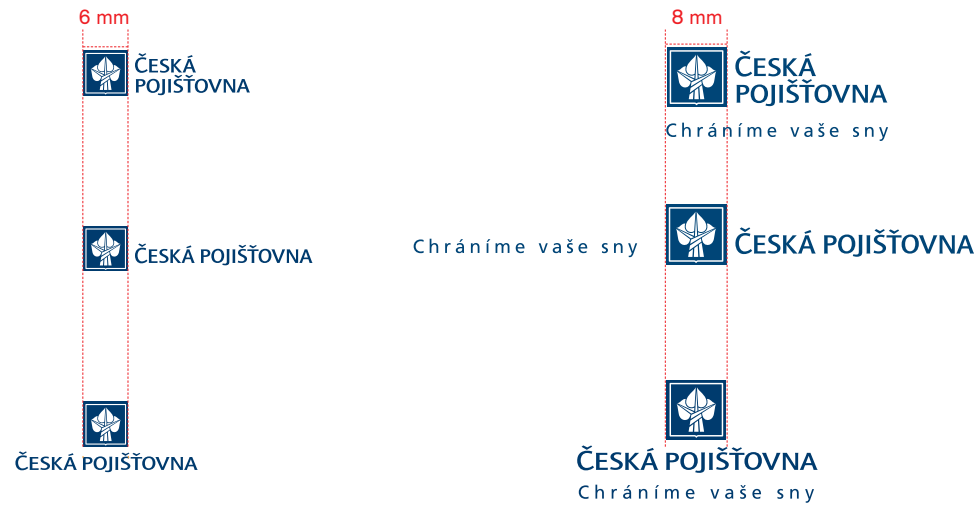 6 mm
ČESKÁ
POJIŠŤOVNA
ČESKÁ POJIŠŤOVNA
ČESKÁ POJIŠŤOVNA
8 mm
ČESKÁ
POJIŠŤOVNA
Chráníme vaše sny
Chráníme vaše sny
ČESKÁ POJIŠŤOVNA
ČESKÁ POJIŠŤOVNA
Chráníme vaše sny